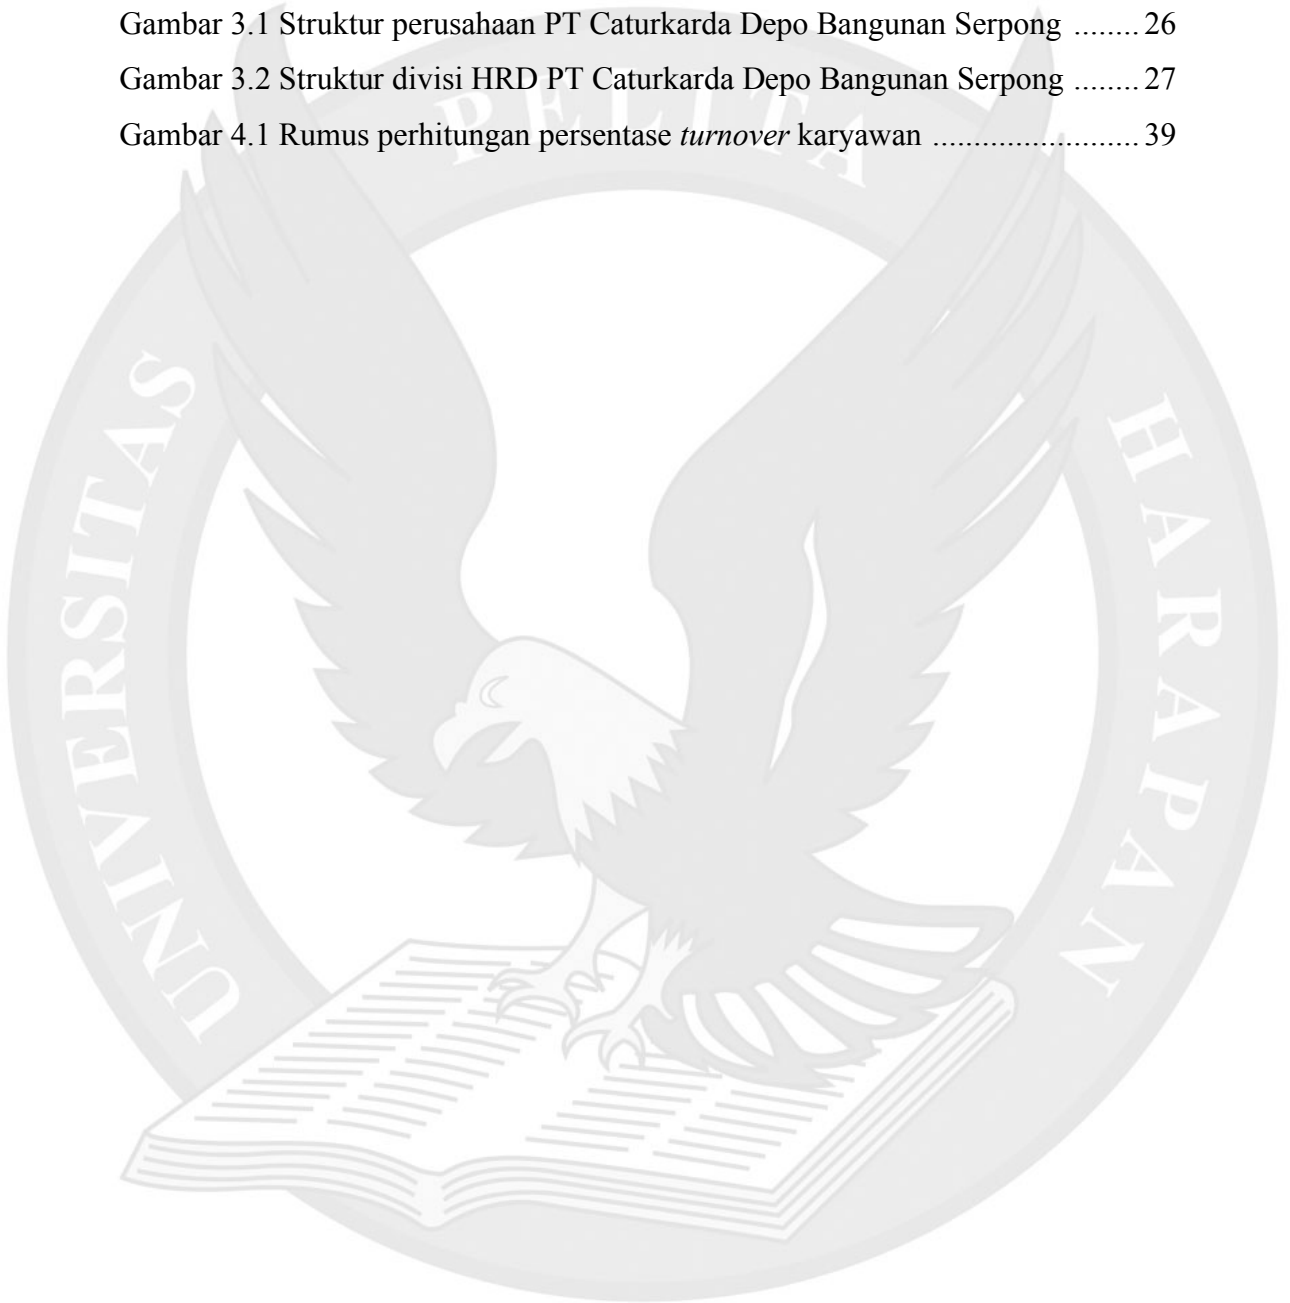 Gambar 3.1 Struktur perusahaan PT Caturkarda Depo Bangunan Serpong ........ 26
Gambar 3.2 Struktur divisi HRD PT Caturkarda Depo Bangunan Serpong ........ 27
Gambar 4.1 Rumus perhitungan persentase turnover karyawan ......................... 39
UNIVERSITAS PELITA HARAPAN